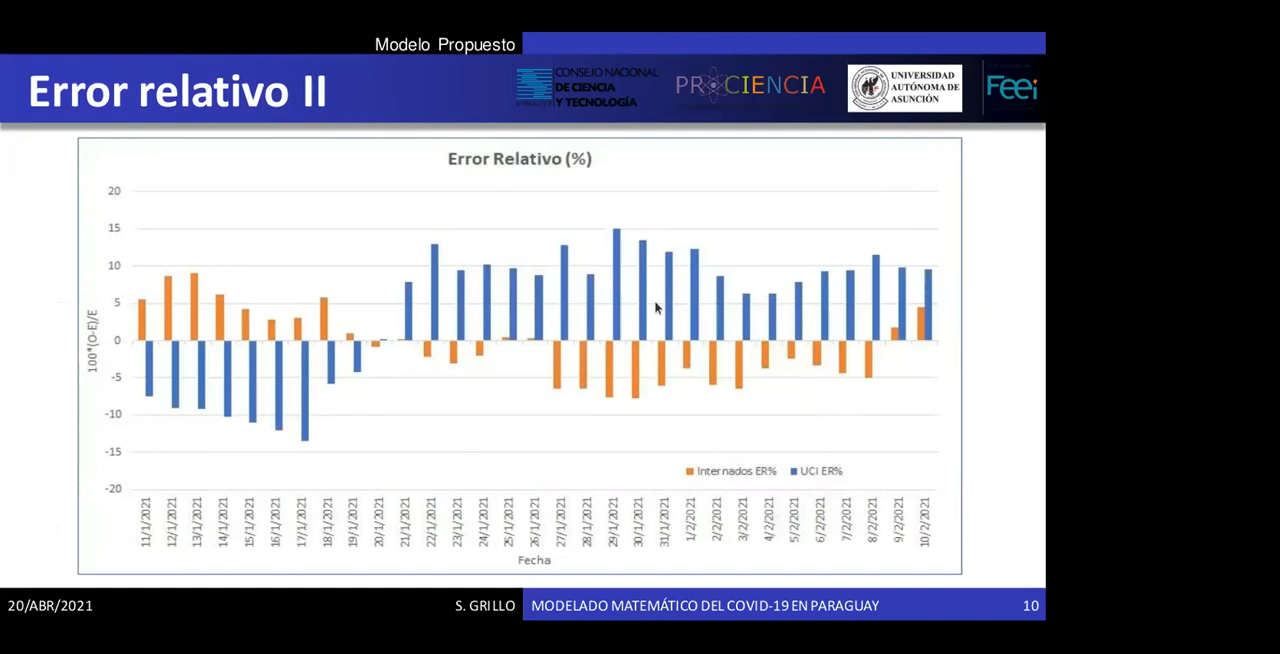 Modelo Propuesto
Error relativo II
CONSEJO NACIONAL
DE CIENCIA
Y TECNOLOGÍA
PROCIENCIA
UNIVERSIDAD
AUTÓNOMA DE
ASUNCIÓN
Feei
Error Relativo (%)
20
15
10
5
0
-5
-10
-15
-20
100*(O-E)/E
Internados ER% UCI ER%
11/1/2021 12/1/2021 13/1/2021 14/1/2021 15/1/2021 16/1/2021 17/1/2021 18/1/2021 19/1/2021 20/1/2021 21/1/2021 22/1/2021 23/1/2021 24/1/2021 25/1/2021 26/1/2021 27/1/2021 28/1/2021 29/1/2021 30/1/2021 31/1/2021 1/2/2021 2/2/2021 3/2/2021 4/2/2021 5/2/2021 6/2/2021 7/2/2021 8/2/2021 9/2/2021 10/2/2021
Fecha
20/ABR/2021 S. GRILLO MODELADO MATEMÁTICO DEL COVID-19 EN PARAGUAY 10